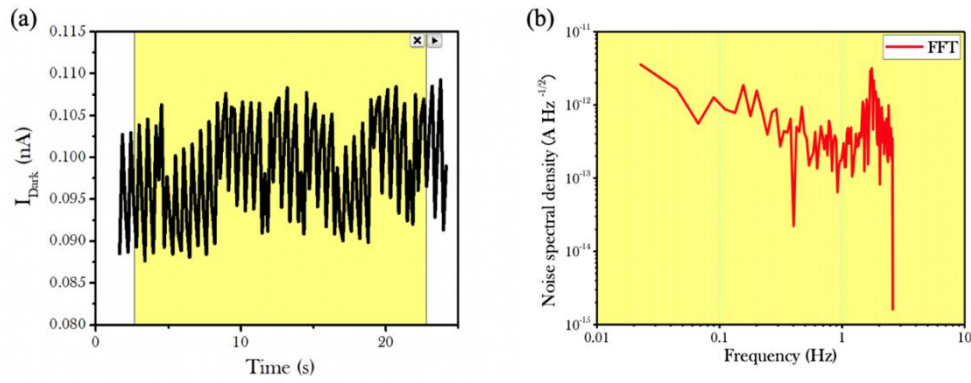 (a)
0.115
0.110
0.105
0.100
0.095
0.090
0.085
0.080
I_Dark (nA)
0
10
20
Time (s)
(b)
10^-11
10^-12
10^-13
10^-14
10^-15
Noise spectral density (A Hz ^-1/2)
FFT
0.01
0.1
1
10
Frequency (Hz)